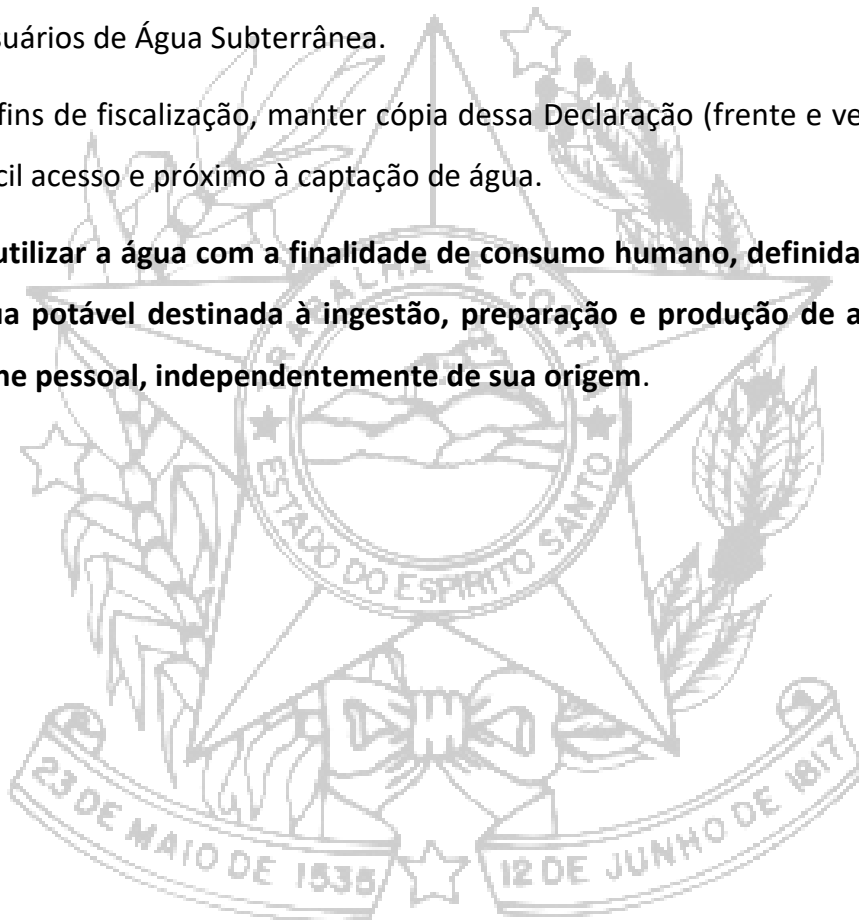 suários de Água Subterrânea.
fins de fiscalização, manter cópia dessa Declaração (frente e ve
cil acesso e próximo à captação de água.
utilizar a água com a finalidade de consumo humano, definida
a potável destinada à ingestão, preparação e produção de a
ne pessoal, independentemente de sua origem.
TRABALHA E CONFIA
ESTADO DO ESPIRITO SANTO
23 DE MAIO DE 1535
12 DE JUNHO DE 1817